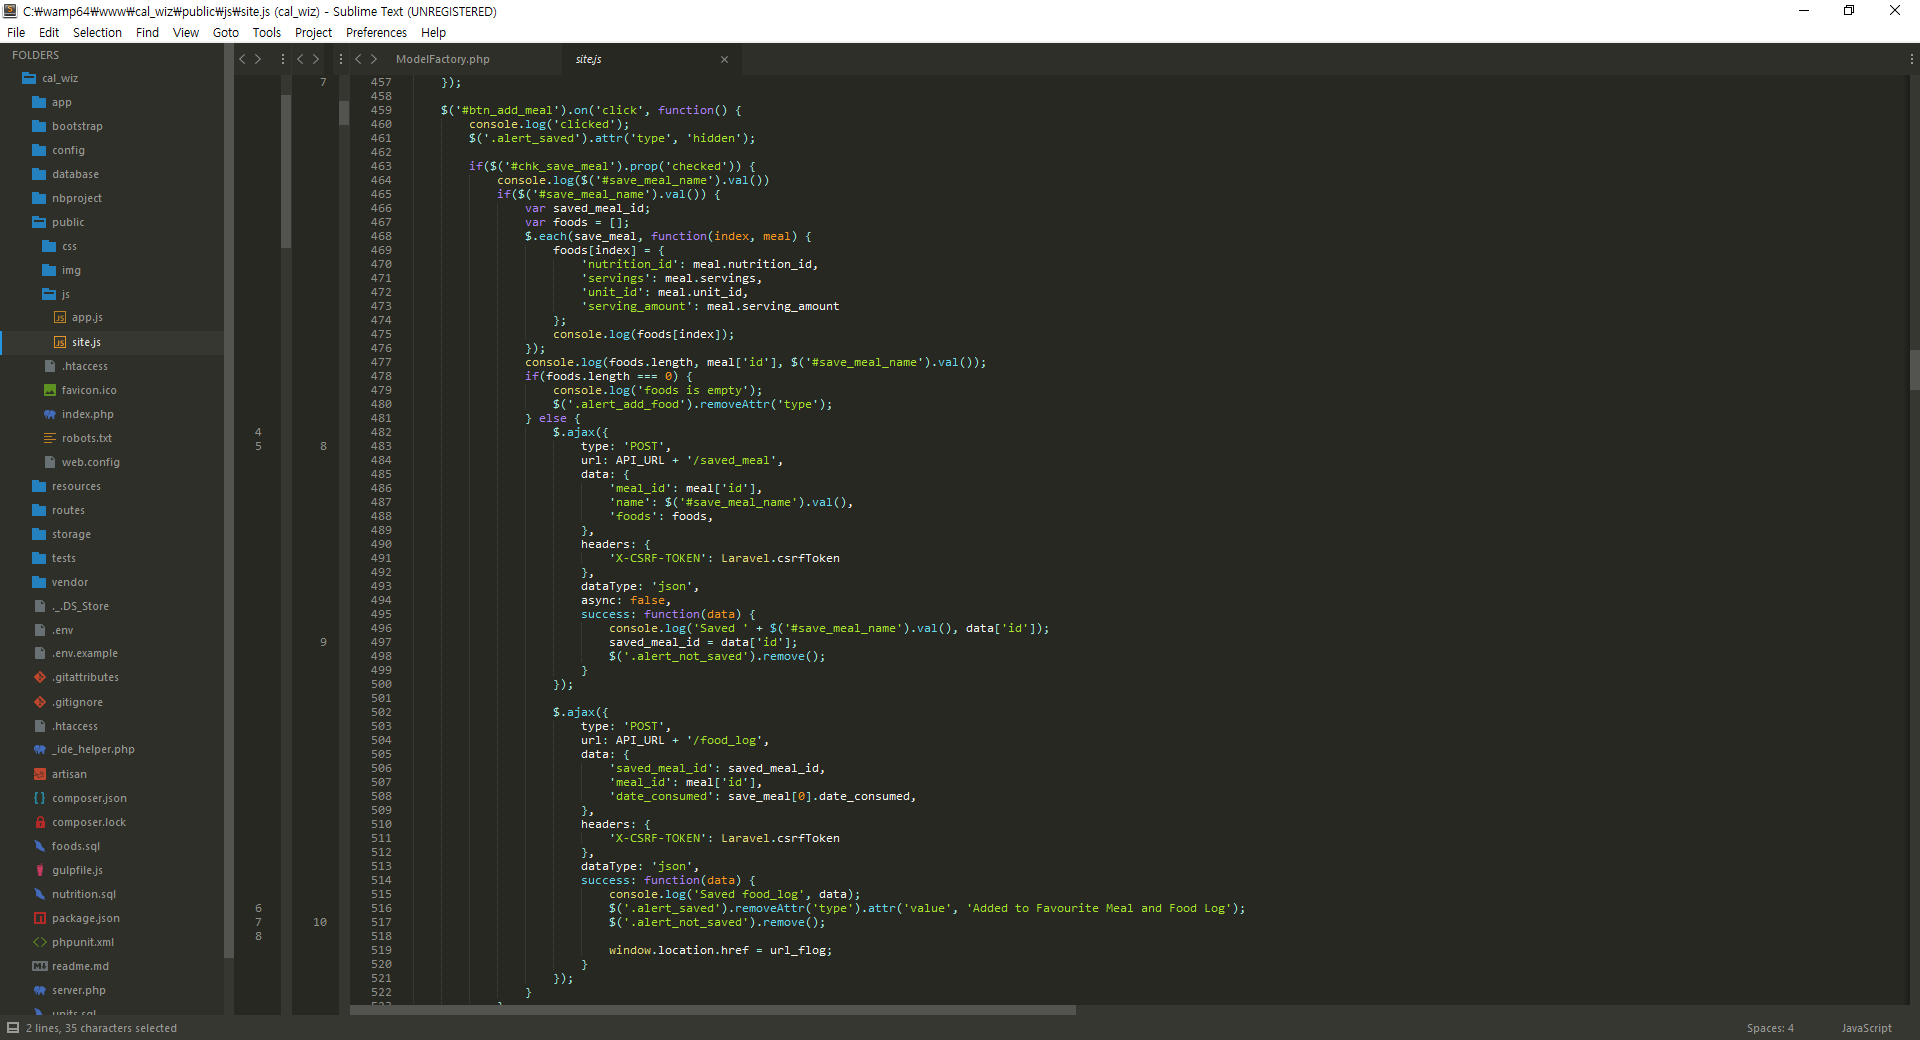 C:₩wamp64₩www₩cal_wiz₩public₩js₩site.js (cal_wiz) - Sublime Text (UNREGISTERED)
File Edit Selection Find View Goto Tools Project Preferences Help
FOLDERS
cal_wiz
app
bootstrap
config
database
nbproject
public
css
img
js
app.js
site.js
.htaccess
favicon.ico
index.php
robots.txt
web.config
resources
routes
storage
tests
vendor
._.DS_Store
.env
.env.example
.gitattributes
.gitignore
.htaccess
_ide_helper.php
artisan
composer.json
composer.lock
foods.sql
gulpfile.js
nutrition.sql
package.json
phpunit.xml
readme.md
server.php
units.sql
4
5
6
7
8
7
8
9
10
ModelFactory.php
site.js
457 });
458
459 $('#btn_add_meal').on('click', function() {
460 console.log('clicked');
461 $('.alert_saved').attr('type', 'hidden');
462
463 if($('#chk_save_meal').prop('checked')) {
464 console.log($('#save_meal_name').val())
465 if($('#save_meal_name').val()) {
466 var saved_meal_id;
467 var foods = [];
468 $.each(save_meal, function(index, meal) {
469 foods[index] = {
470 'nutrition_id': meal.nutrition_id,
471 'servings': meal.servings,
472 'unit_id': meal.unit_id,
473 'serving_amount': meal.serving_amount
474 };
475 console.log(foods[index]);
476 });
477 console.log(foods.length, meal['id'], $('#save_meal_name').val());
478 if(foods.length === 0) {
479 console.log('foods is empty');
480 $('.alert_add_food').removeAttr('type');
481 } else {
482 $.ajax({
483 type: 'POST',
484 url: API_URL + '/saved_meal',
485 data: {
486 'meal_id': meal['id'],
487 'name': $('#save_meal_name').val(),
488 'foods': foods,
489 },
490 headers: {
491 'X-CSRF-TOKEN': Laravel.csrfToken
492 },
493 dataType: 'json',
494 async: false,
495 success: function(data) {
496 console.log('Saved ' + $('#save_meal_name').val(), data['id']);
497 saved_meal_id = data['id'];
498 $('.alert_not_saved').remove();
499 }
500 });
501
502 $.ajax({
503 type: 'POST',
504 url: API_URL + '/food_log',
505 data: {
506 'saved_meal_id': saved_meal_id,
507 'meal_id': meal['id'],
508 'date_consumed': save_meal[0].date_consumed,
509 },
510 headers: {
511 'X-CSRF-TOKEN': Laravel.csrfToken
512 },
513 dataType: 'json',
514 success: function(data) {
515 console.log('Saved food_log', data);
516 $('.alert_saved').removeAttr('type').attr('value', 'Added to Favourite Meal and Food Log');
517 $('.alert_not_saved').remove();
518
519 window.location.href = url_flog;
520 }
521 });
522 }
2 lines, 35 characters selected
Spaces: 4
JavaScript